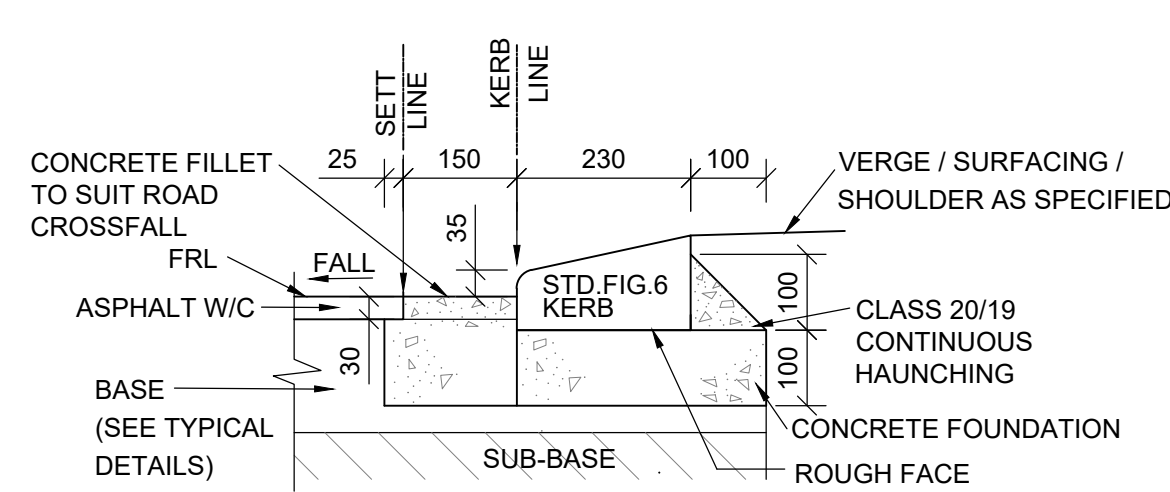 SETT
LINE
KERB
LINE
25
150
230
100
CONCRETE FILLET
TO SUIT ROAD
CROSSFALL
VERGE / SURFACING /
SHOULDER AS SPECIFIED
35
FRL
FALL
ASPHALT W/C
STD.FIG.6
KERB
100
CLASS 20/19
CONTINUOUS
HAUNCHING
30
100
BASE
(SEE TYPICAL
DETAILS)
CONCRETE FOUNDATION
SUB-BASE
ROUGH FACE